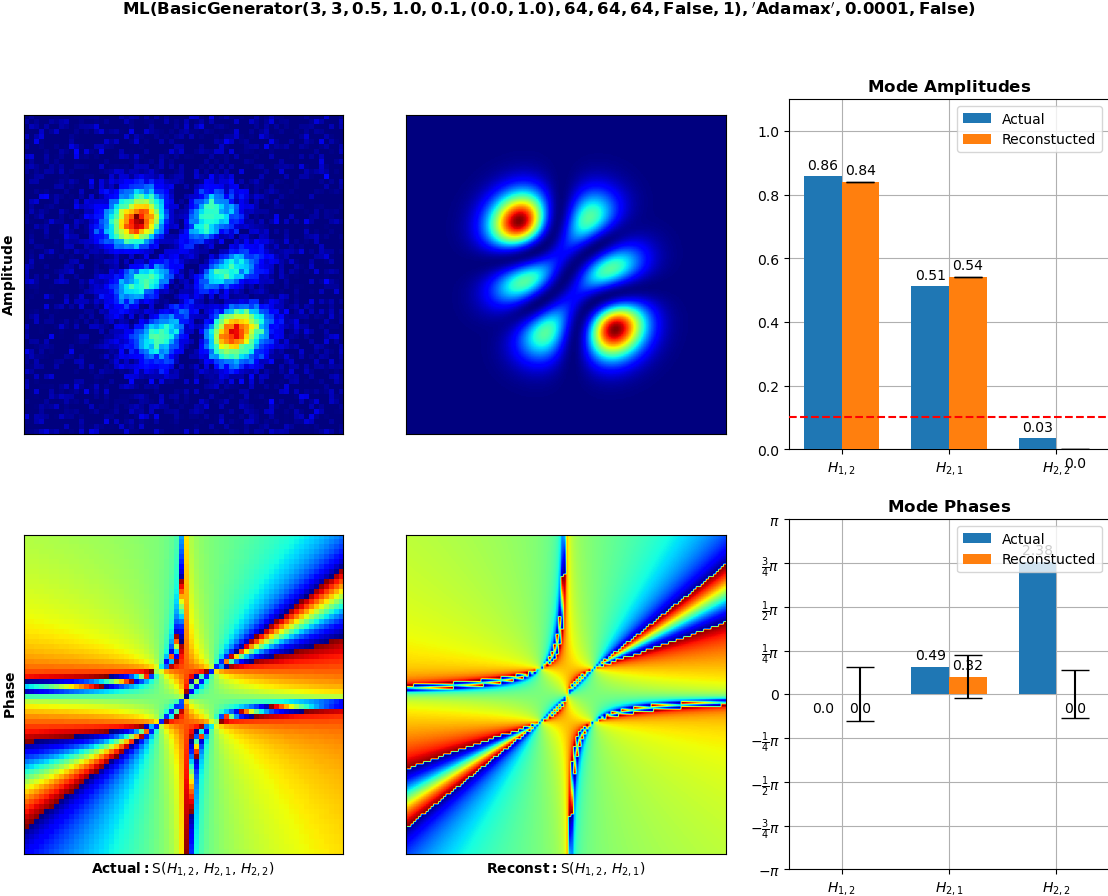 ML(BasicGenerator(3, 3, 0.5, 1.0, 0.1, (0.0, 1.0), 64, 64, 64, False, 1), ′Adamax′, 0.0001, False)
Amplitude
Mode Amplitudes
Actual
Reconstucted
1.0
0.8
0.6
0.4
0.2
0.0
0.86
0.84
0.51
0.54
0.03
0.0
H1,2
H2,1
H2,2
Phase
Actual: S(H1,2, H2,1, H2,2)
Reconst: S(H1,2, H2,1)
Mode Phases
Actual
Reconstucted
π
3/4π
1/2π
1/4π
0
−1/4π
−1/2π
−3/4π
−π
0.0
0.0
0.49
0.32
2.38
0.0
H1,2
H2,1
H2,2